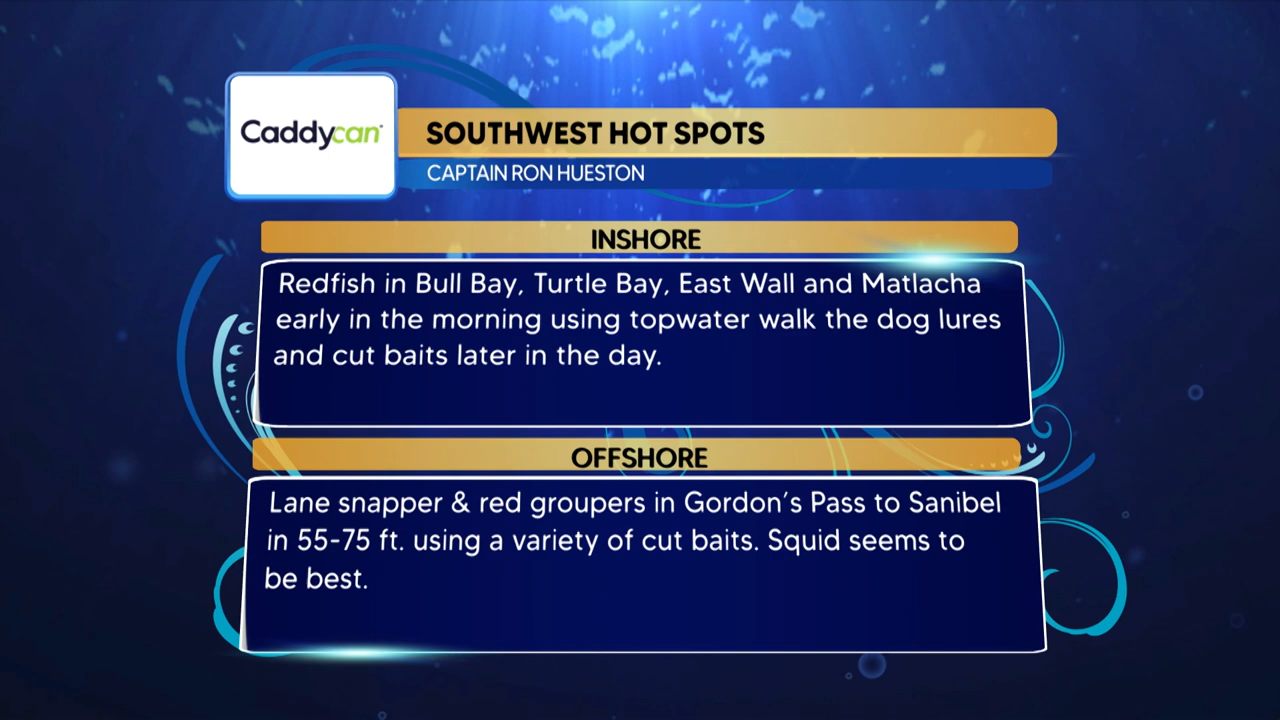 Caddycan
SOUTHWEST HOT SPOTS
CAPTAIN RON HUESTON
INSHORE
Redfish in Bull Bay, Turtle Bay, East Wall and Matlacha
early in the morning using topwater walk the dog lures
and cut baits later in the day.
OFFSHORE
Lane snapper & red groupers in Gordon's Pass to Sanibel
in 55-75 ft. using a variety of cut baits. Squid seems to
be best.